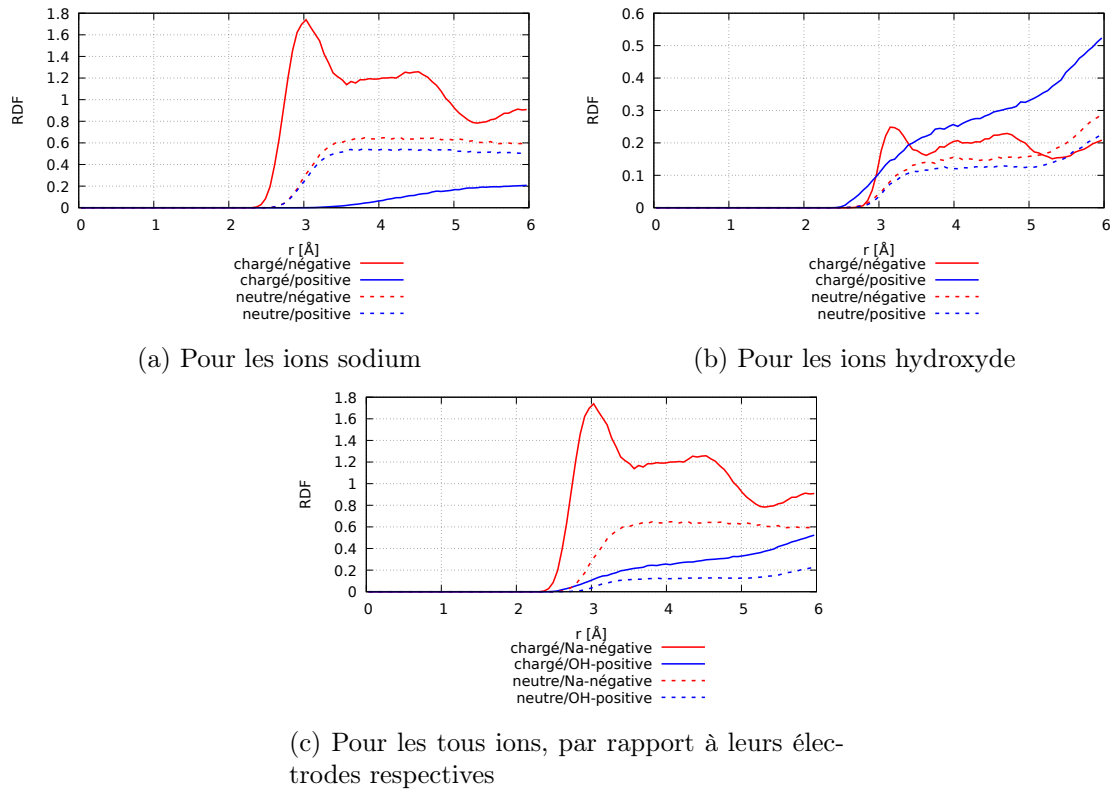 1.8
1.6
1.4
1.2
1
0.8
0.6
0.4
0.2
0
RDF
0 1 2 3 4 5 6
r [Å]
chargé/négative
chargé/positive
neutre/négative
neutre/positive
(a) Pour les ions sodium
0.6
0.5
0.4
0.3
0.2
0.1
0
RDF
0 1 2 3 4 5 6
r [Å]
chargé/négative
chargé/positive
neutre/négative
neutre/positive
(b) Pour les ions hydroxyde
1.8
1.6
1.4
1.2
1
0.8
0.6
0.4
0.2
0
RDF
0 1 2 3 4 5 6
r [Å]
chargé/Na-négative
chargé/OH-positive
neutre/Na-négative
neutre/OH-positive
(c) Pour les tous ions, par rapport à leurs élec-
trodes respectives